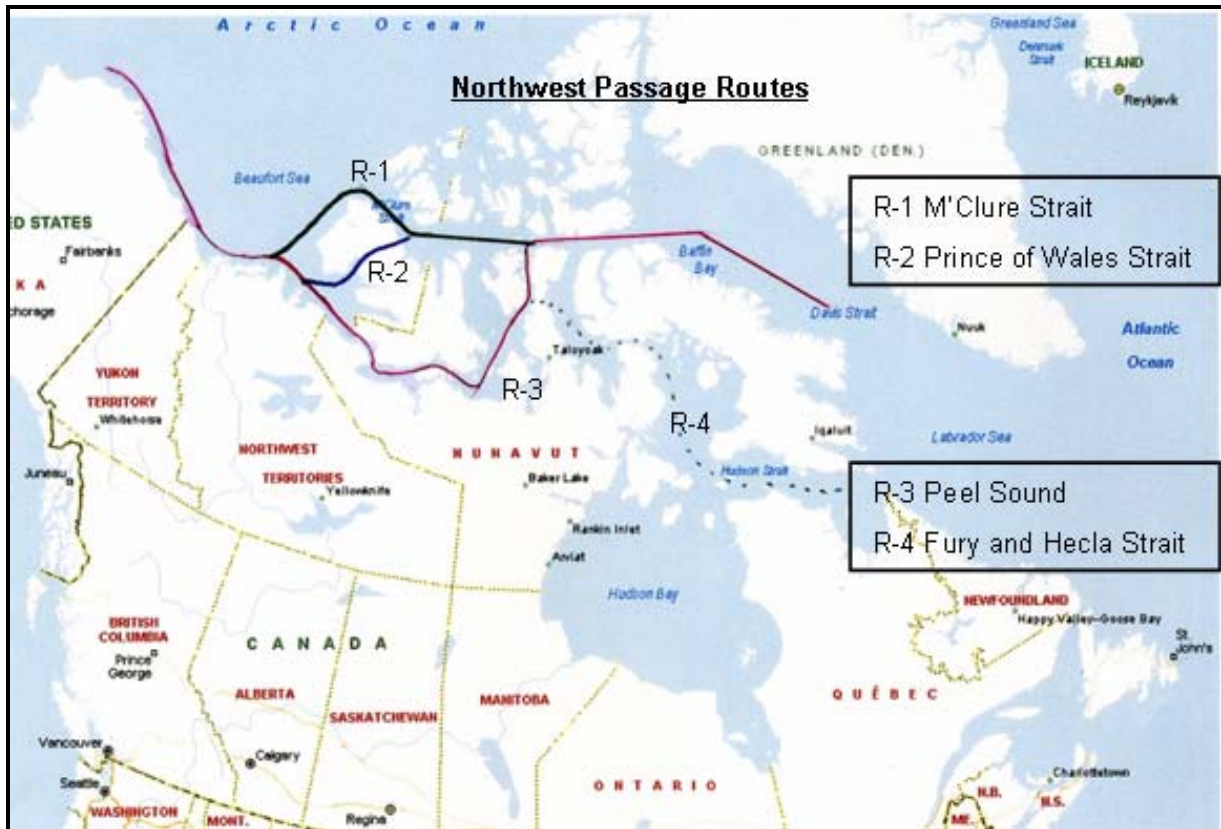 Arctic Ocean
Greenland Sea
Denmark
Strait
ICELAND
Reykjavík
Northwest Passage Routes
GREENLAND (DEN.)
R-1
Beaufort Sea
M'Clure
Strait
R-1 M'Clure Strait
R-2 Prince of Wales Strait
ED STATES
Fairbanks
R-2
Baffin
Bay
KA
chorage
Davis Strait
Nuuk
Atlantic
Ocean
Taloyoak
YUKON
TERRITORY
Whitehorse
R-3
R-4
Iqaluit
Labrador Sea
NORTHWEST
TERRITORIES
NUNAVUT
Hudson Strait
Juneau
Yellowknife
Baker Lake
R-3 Peel Sound
R-4 Fury and Hecla Strait
Rankin Inlet
Arviat
Hudson Bay
NEWFOUNDLAND
Happy Valley-Goose Bay
BRITISH
COLUMBIA
Prince
George
CANADA
St.
John's
ALBERTA
SASKATCHEWAN
MANITOBA
QUÉBEC
Vancouver
Calgary
Seattle
ONTARIO
Charlottetown
N.B.
N.S.
WASHINGTON
MONT.
Regina
ME.